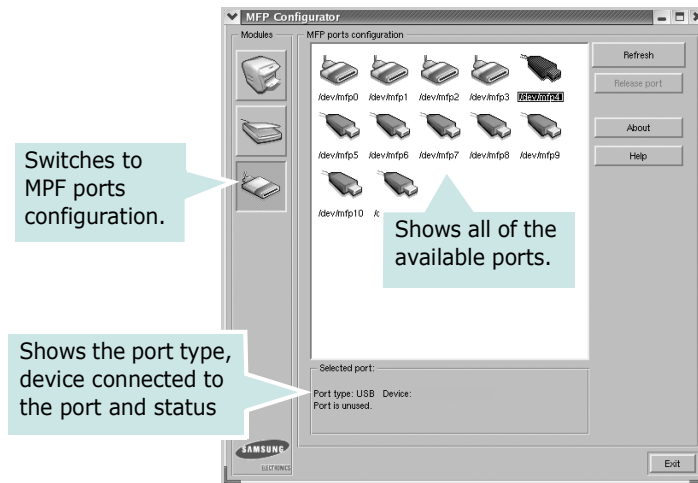 MFP Configurator
Modules
MFP ports configuration
/dev/mfp0 /dev/mfp1 /dev/mfp2 /dev/mfp3 /dev/mfp4
/dev/mfp5 /dev/mfp6 /dev/mfp7 /dev/mfp8 /dev/mfp9
/dev/mfp10
Refresh
Release port
About
Help
Switches to
MPF ports
configuration.
Shows all of the
available ports.
Shows the port type,
device connected to
the port and status
Selected port:
Port type: USB Device:
Port is unused.
SAMSUNG
ELECTRONICS
Exit